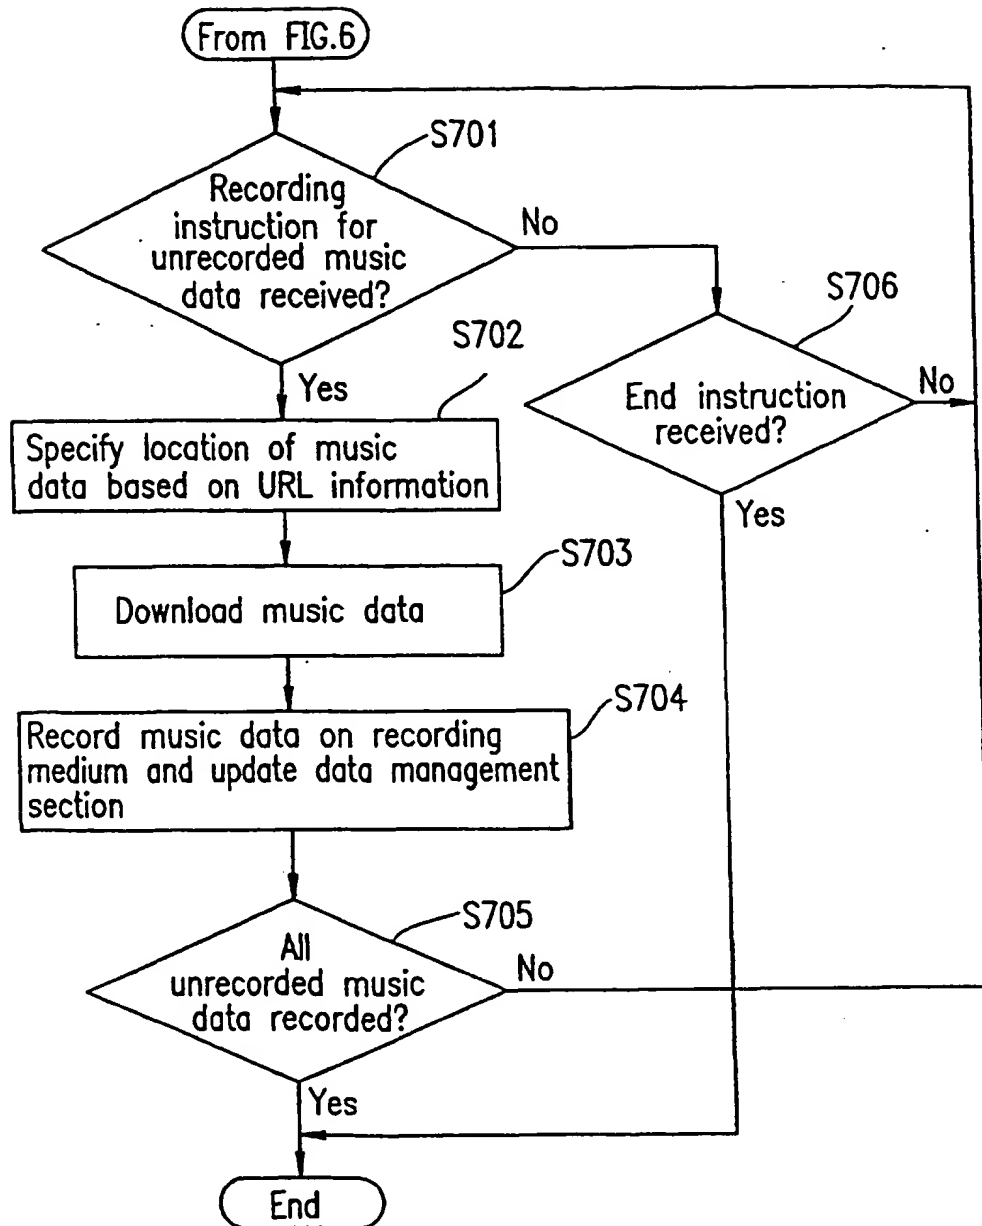 From FIG.6
S701
Recording
instruction for
unrecorded music
data received?
No
Yes
S706
End instruction
received?
No
Yes
S702
Specify location of music
data based on URL information
S703
Download music data
S704
Record music data on recording
medium and update data management
section
S705
All
unrecorded music
data recorded?
No
Yes
End